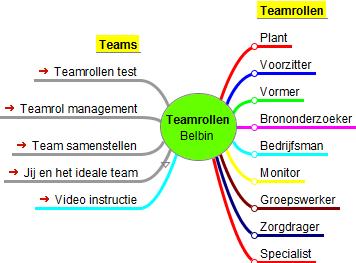 Teams
Teamrollen test
Teamrol management
Team samenstellen
Jij en het ideale team
Video instructie
Teamrollen
Belbin
Teamrollen
Plant
Voorzitter
Vormer
Brononderzoeker
Bedrijfsman
Monitor
Groepswerker
Zorgdrager
Specialist